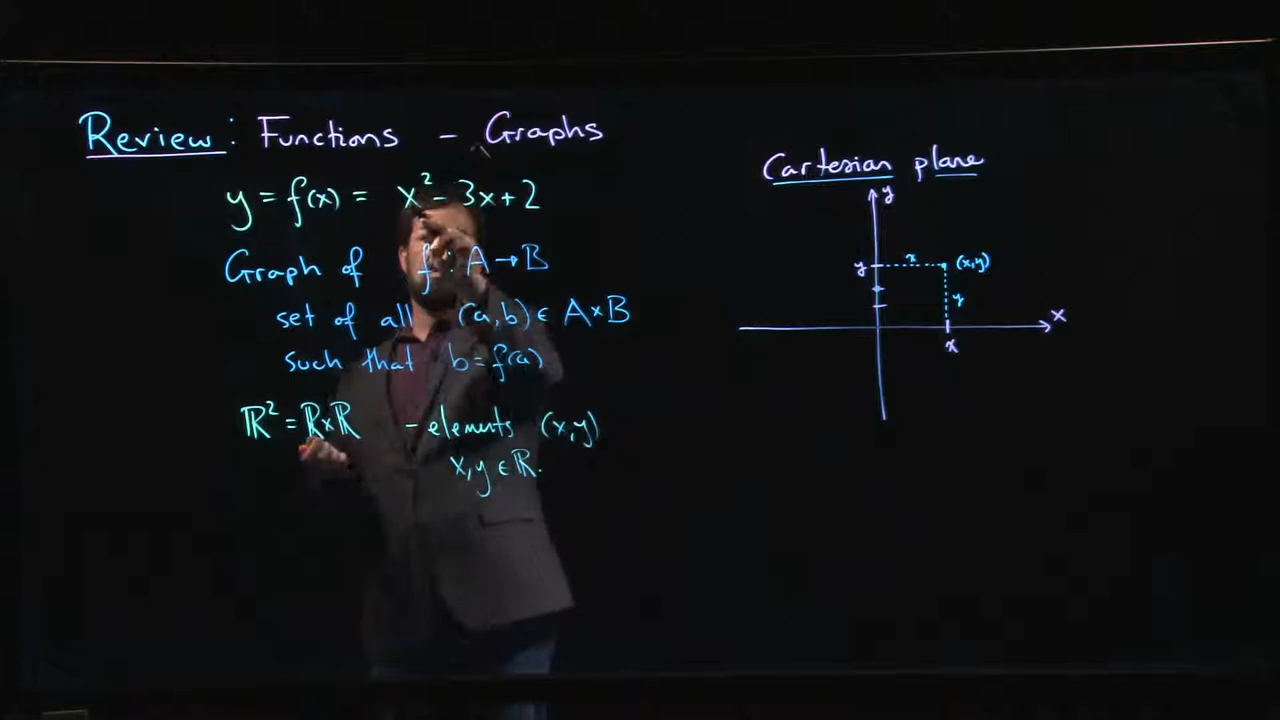 Review: Functions - Graphs
y = f(x) = x² - 3x + 2
Graph of f: A → B
set of all (a,b) ∈ A×B
such that b = f(a)
ℝ² = ℝ×ℝ - elements (x,y)
x,y ∈ ℝ.
Cartesian plane
y
y x (x,y)
y
x
x